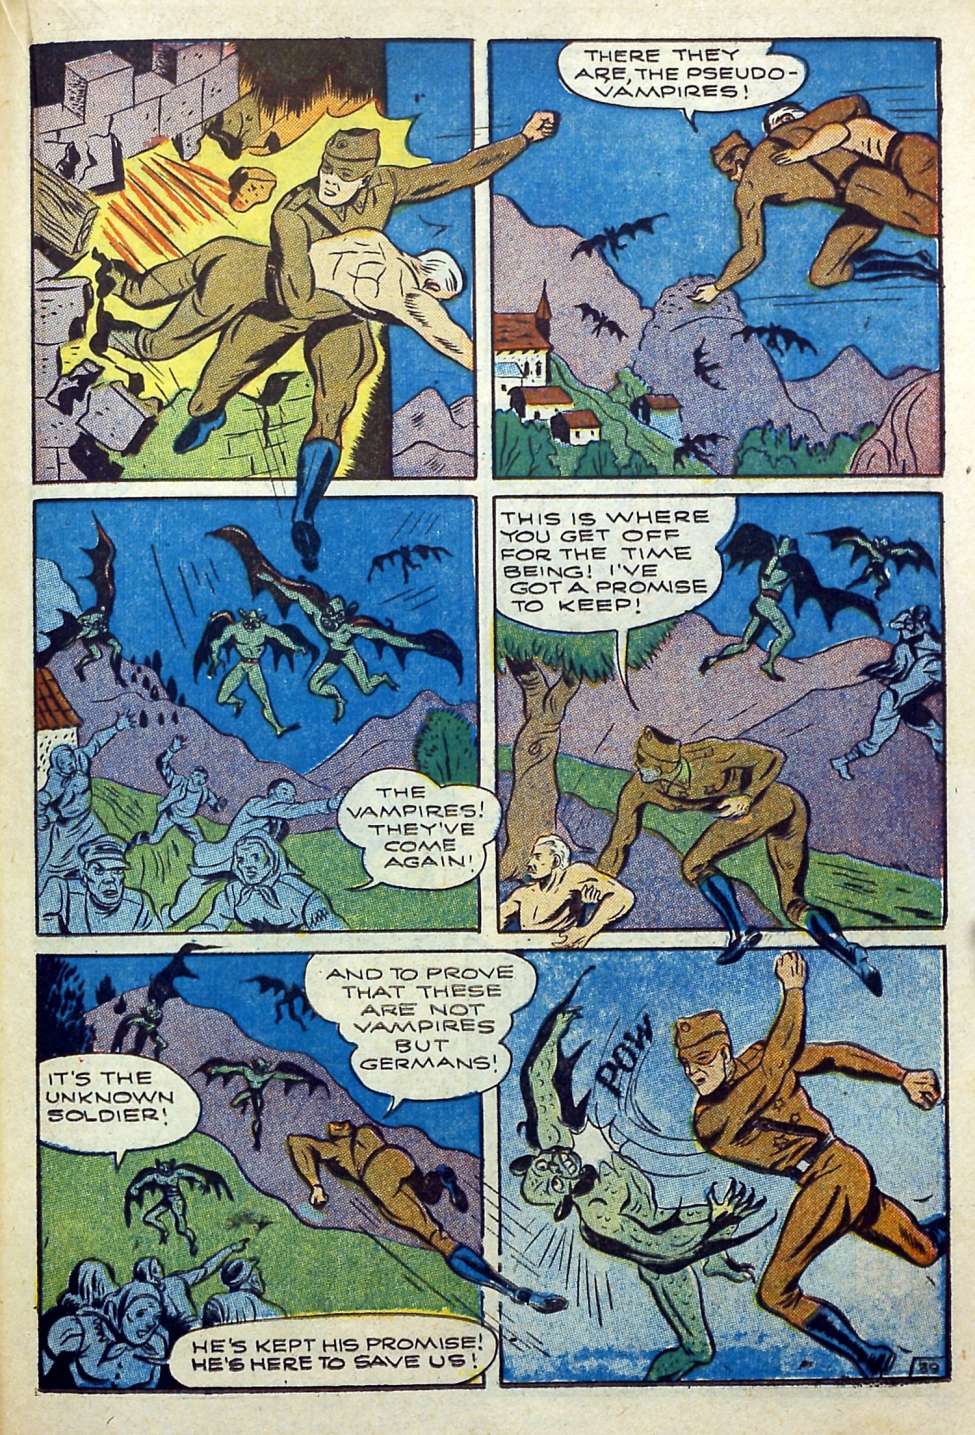 THERE THEY
ARE, THE PSEUDO-
VAMPIRES!
THE
VAMPIRES!
THEY'VE
COME
AGAIN!
THIS IS WHERE
YOU GET OFF
FOR THE TIME
BEING! I'VE
GOT A PROMISE
TO KEEP!
IT'S THE
UNKNOWN
SOLDIER!
AND TO PROVE
THAT THESE
ARE NOT
VAMPIRES
BUT
GERMANS!
HE'S KEPT HIS PROMISE!
HE'S HERE TO SAVE US!
POW